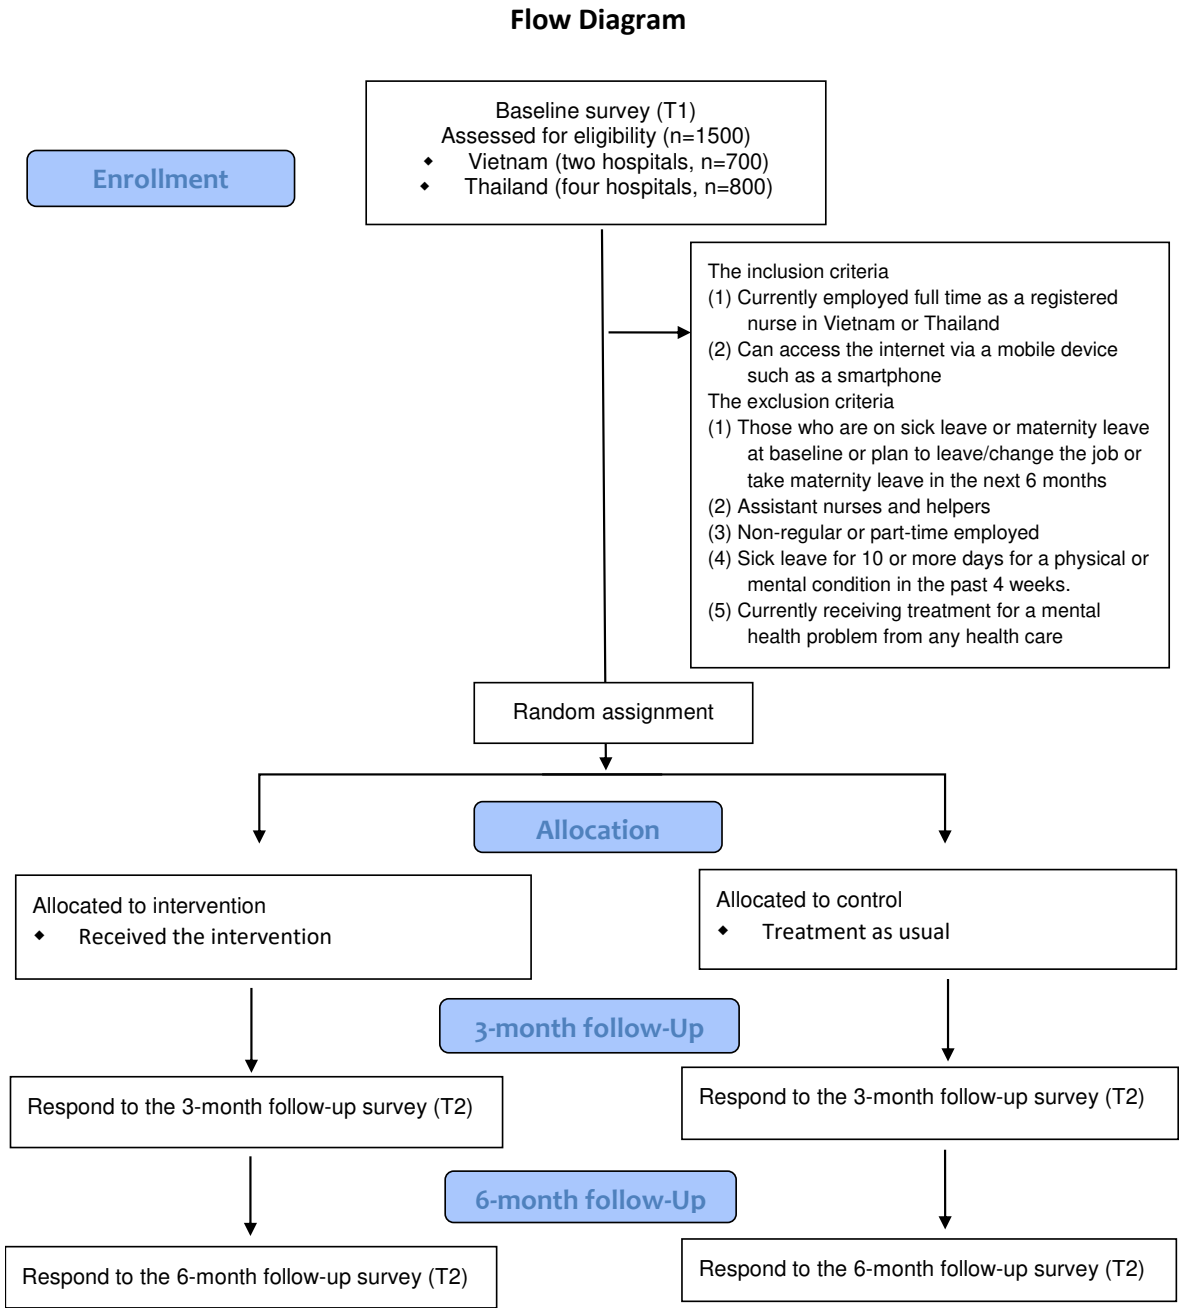 Flow Diagram
Baseline survey (T1)
Assessed for eligibility (n=1500)
◆ Vietnam (two hospitals, n=700)
◆ Thailand (four hospitals, n=800)
Enrollment
The inclusion criteria
(1) Currently employed full time as a registered
nurse in Vietnam or Thailand
(2) Can access the internet via a mobile device
such as a smartphone
The exclusion criteria
(1) Those who are on sick leave or maternity leave
at baseline or plan to leave/change the job or
take maternity leave in the next 6 months
(2) Assistant nurses and helpers
(3) Non-regular or part-time employed
(4) Sick leave for 10 or more days for a physical or
mental condition in the past 4 weeks.
(5) Currently receiving treatment for a mental
health problem from any health care
Random assignment
Allocation
Allocated to intervention
◆ Received the intervention
Allocated to control
◆ Treatment as usual
3-month follow-Up
Respond to the 3-month follow-up survey (T2)
Respond to the 3-month follow-up survey (T2)
6-month follow-Up
Respond to the 6-month follow-up survey (T2)
Respond to the 6-month follow-up survey (T2)